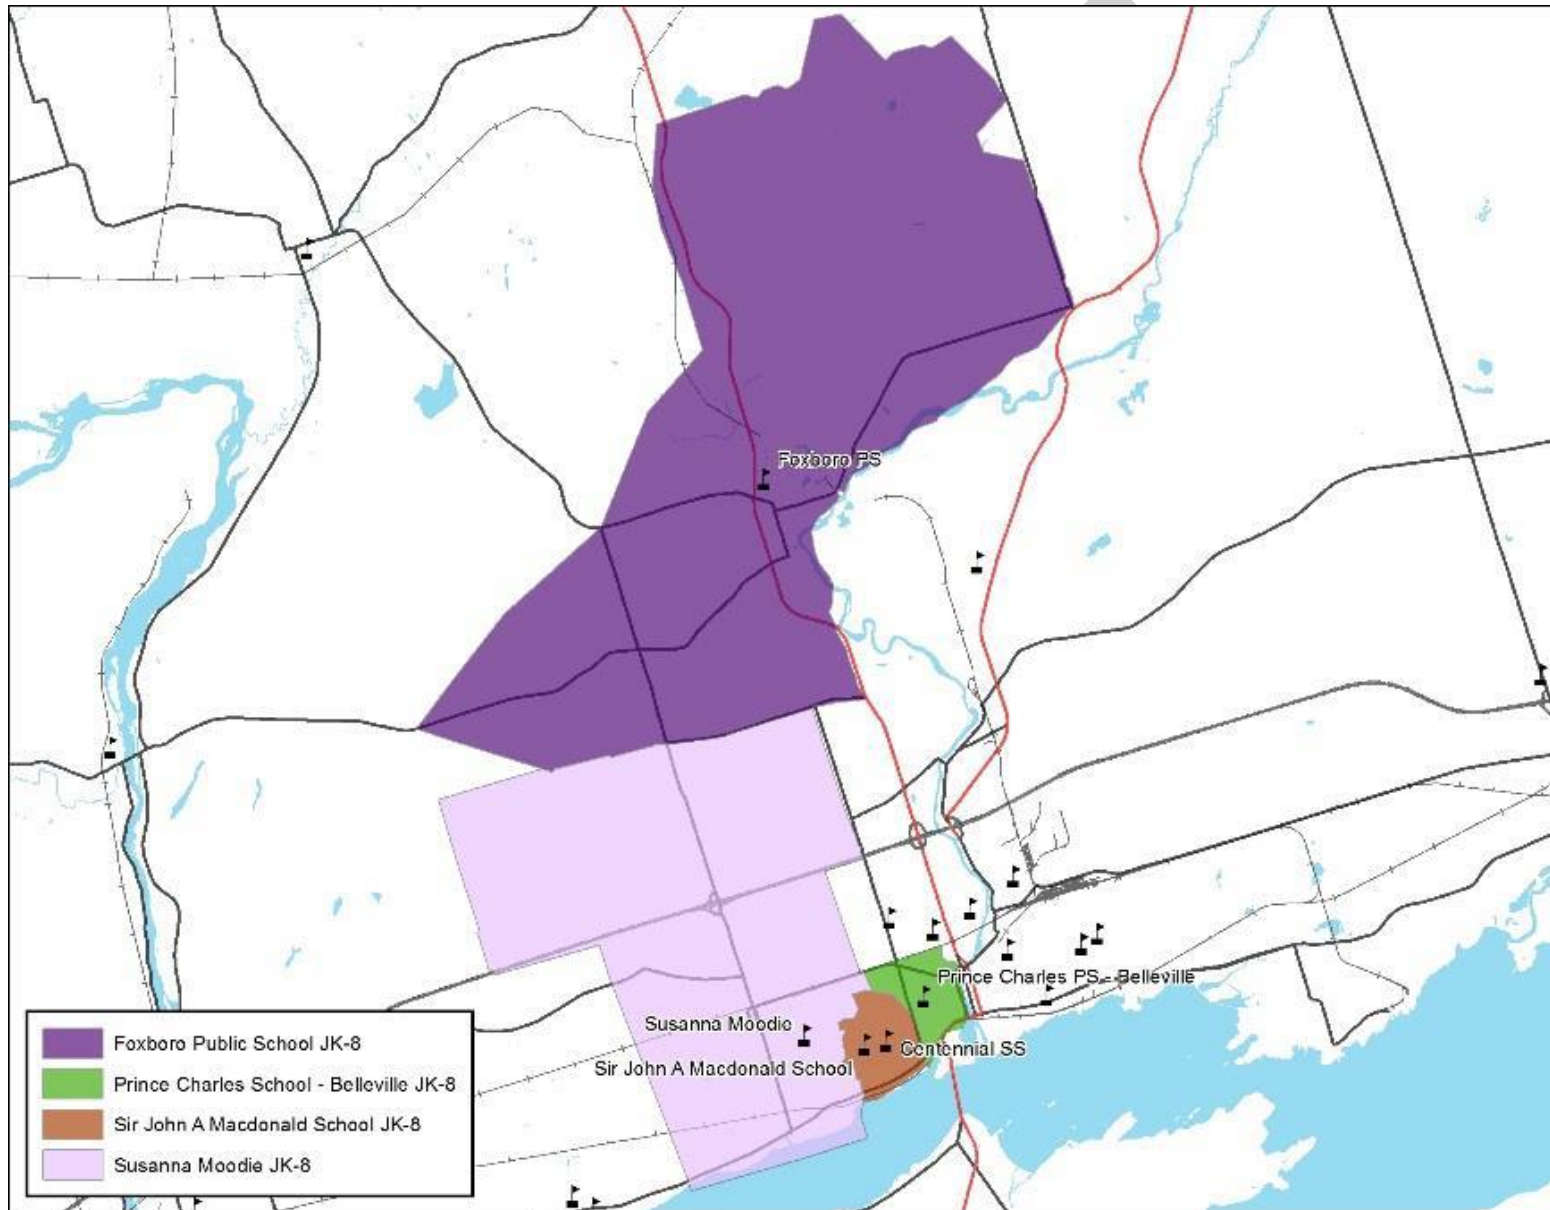 Foxboro PS
Prince Charles PS - Belleville
Susanna Moodie
Centennial SS
Sir John A Macdonald School
Foxboro Public School JK-8
Prince Charles School - Belleville JK-8
Sir John A Macdonald School JK-8
Susanna Moodie JK-8